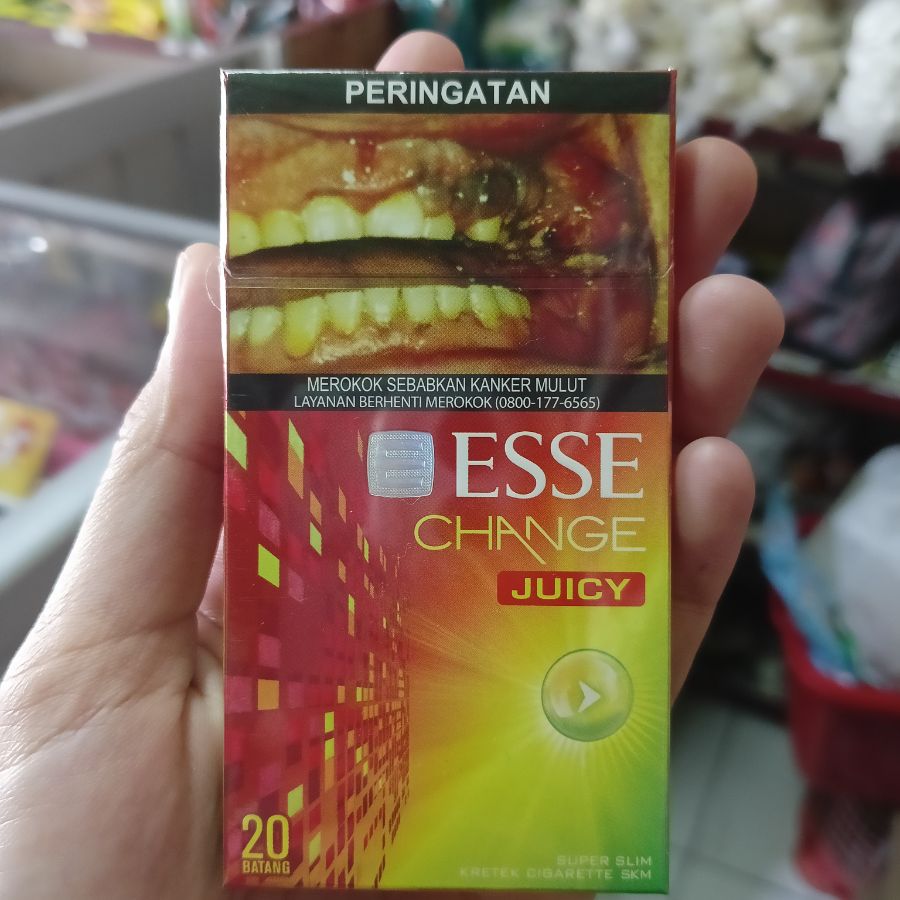 PERINGATAN
MEROKOK SEBABKAN KANKER MULUT
LAYANAN BERHENTI MEROKOK (0800-177-6565)
ESSE
CHANGE
JUICY
20
BATANG
SUPER SLIM
KRETEK CIGARETTE SKM